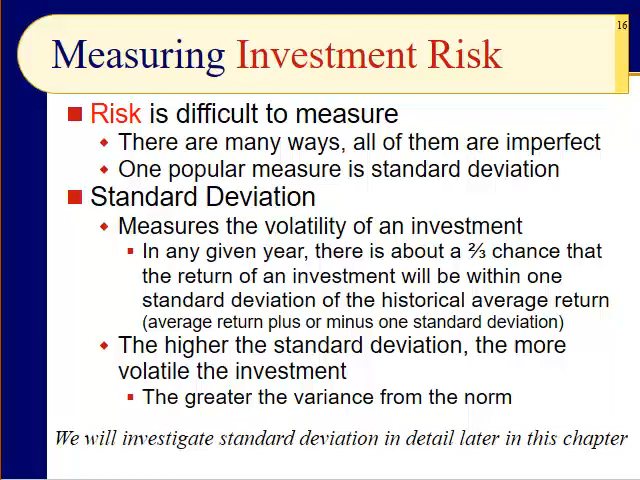 16
Measuring Investment Risk
Risk is difficult to measure
There are many ways, all of them are imperfect
One popular measure is standard deviation
Standard Deviation
Measures the volatility of an investment
In any given year, there is about a ⅔ chance that
the return of an investment will be within one
standard deviation of the historical average return
(average return plus or minus one standard deviation)
The higher the standard deviation, the more
volatile the investment
The greater the variance from the norm
We will investigate standard deviation in detail later in this chapter